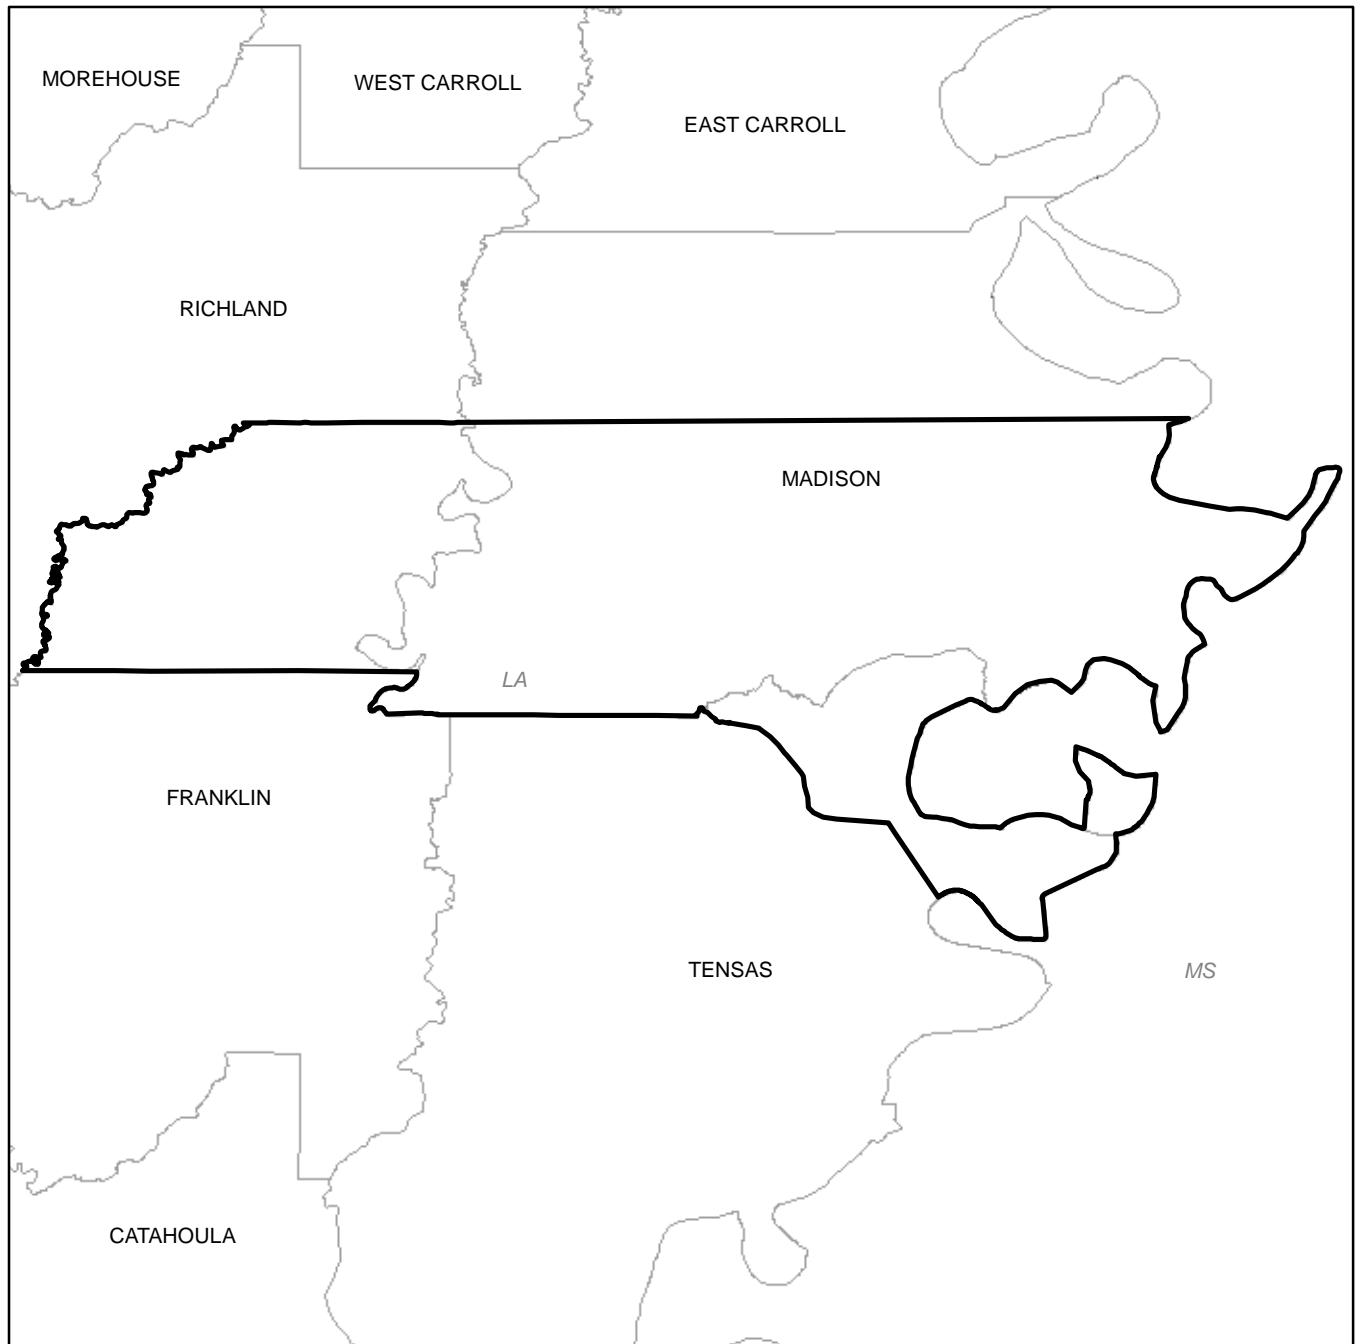 MOREHOUSE
WEST CARROLL
EAST CARROLL
RICHLAND
MADISON
LA
FRANKLIN
TENSAS
MS
CATAHOULA